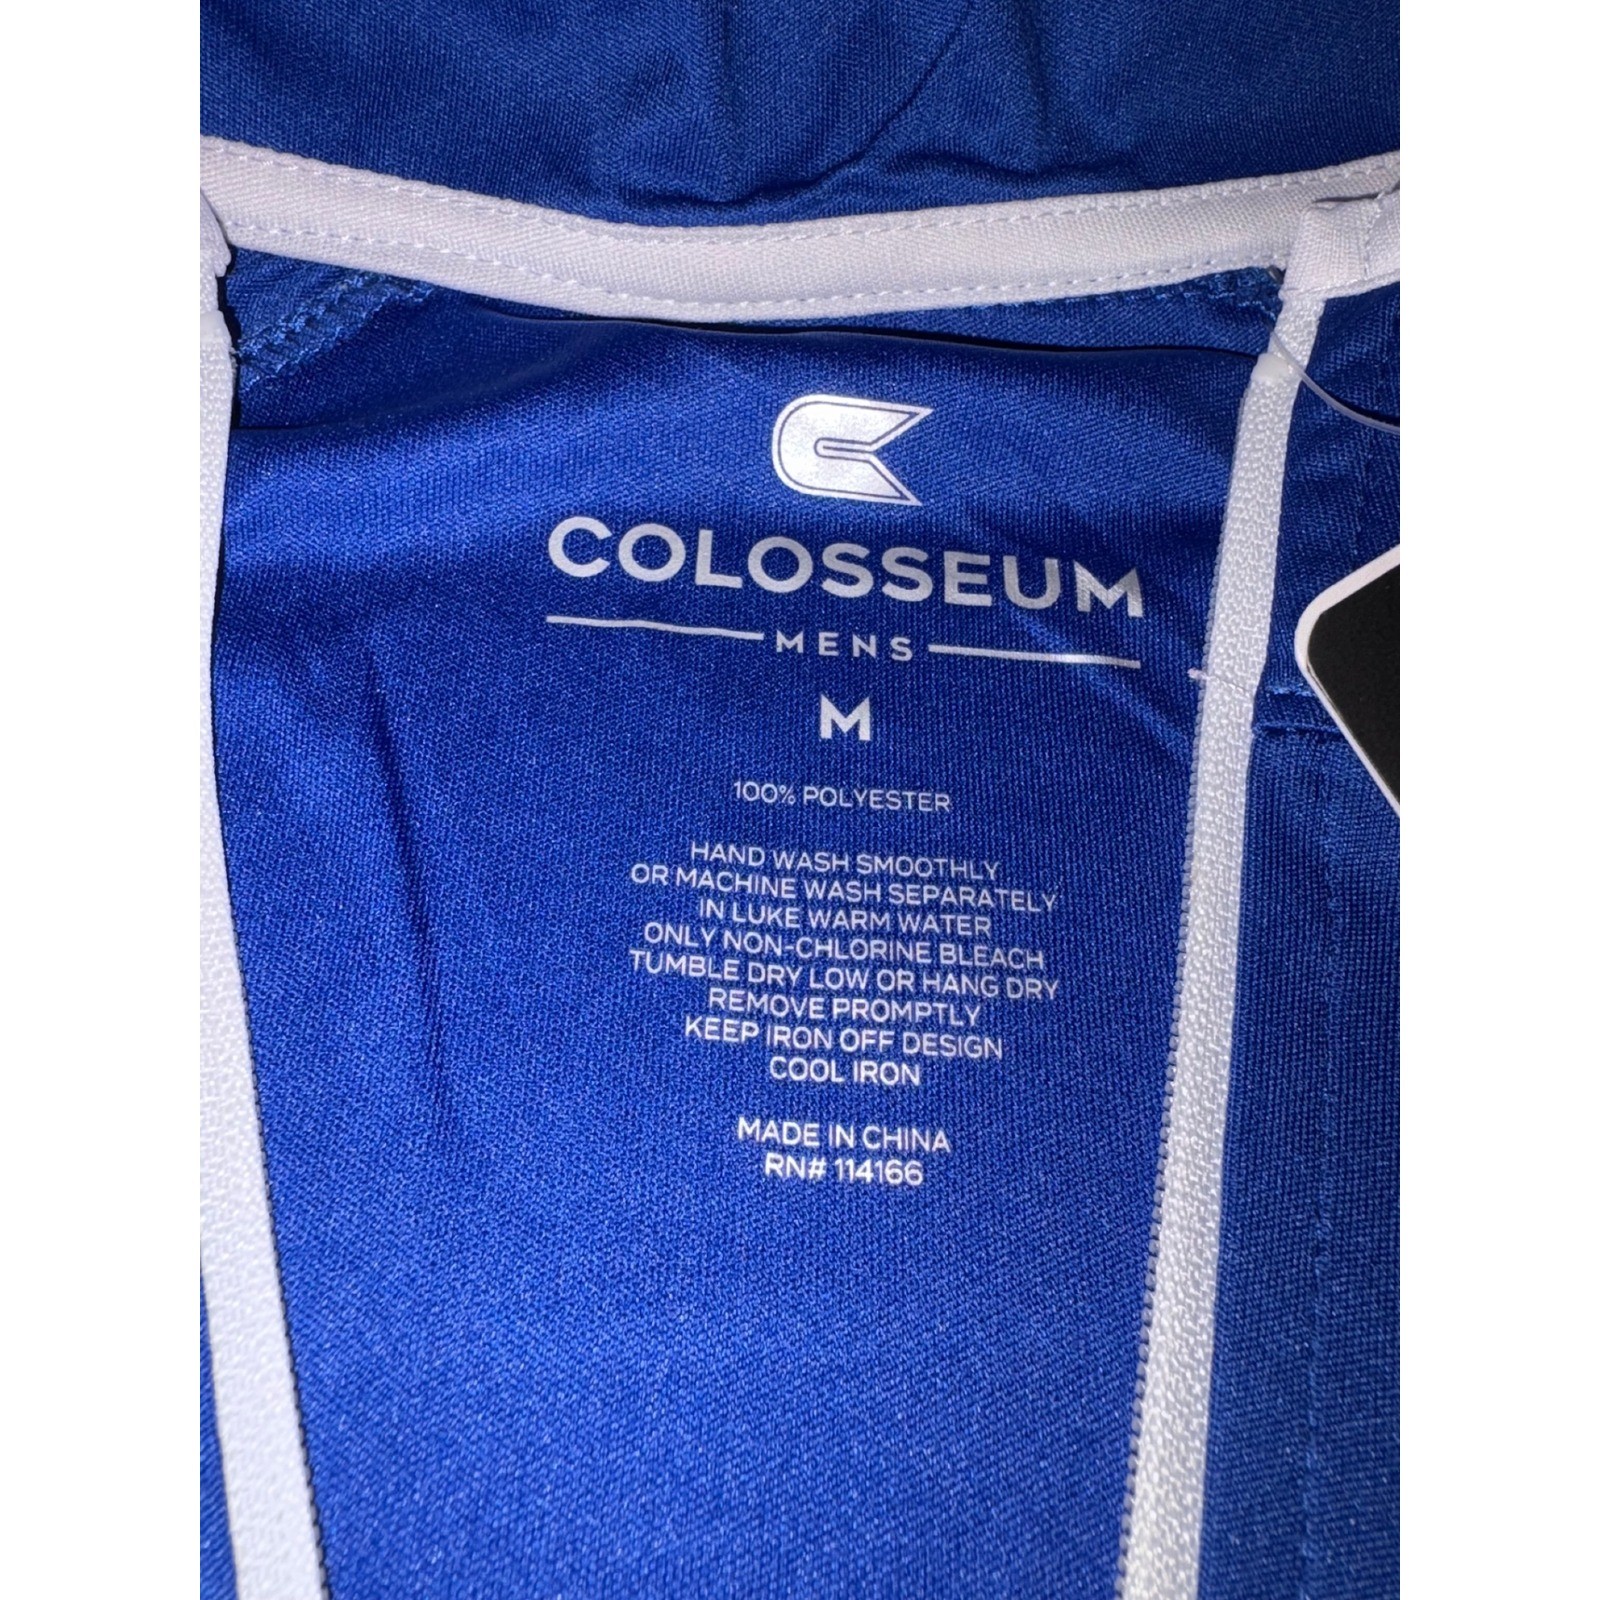 COLOSSEUM
MENS
M
100% POLYESTER
HAND WASH SMOOTHLY
OR MACHINE WASH SEPARATELY
IN LUKE WARM WATER
ONLY NON-CHLORINE BLEACH
TUMBLE DRY LOW OR HANG DRY
REMOVE PROMPTLY
KEEP IRON OFF DESIGN
COOL IRON
MADE IN CHINA
RN# 114166